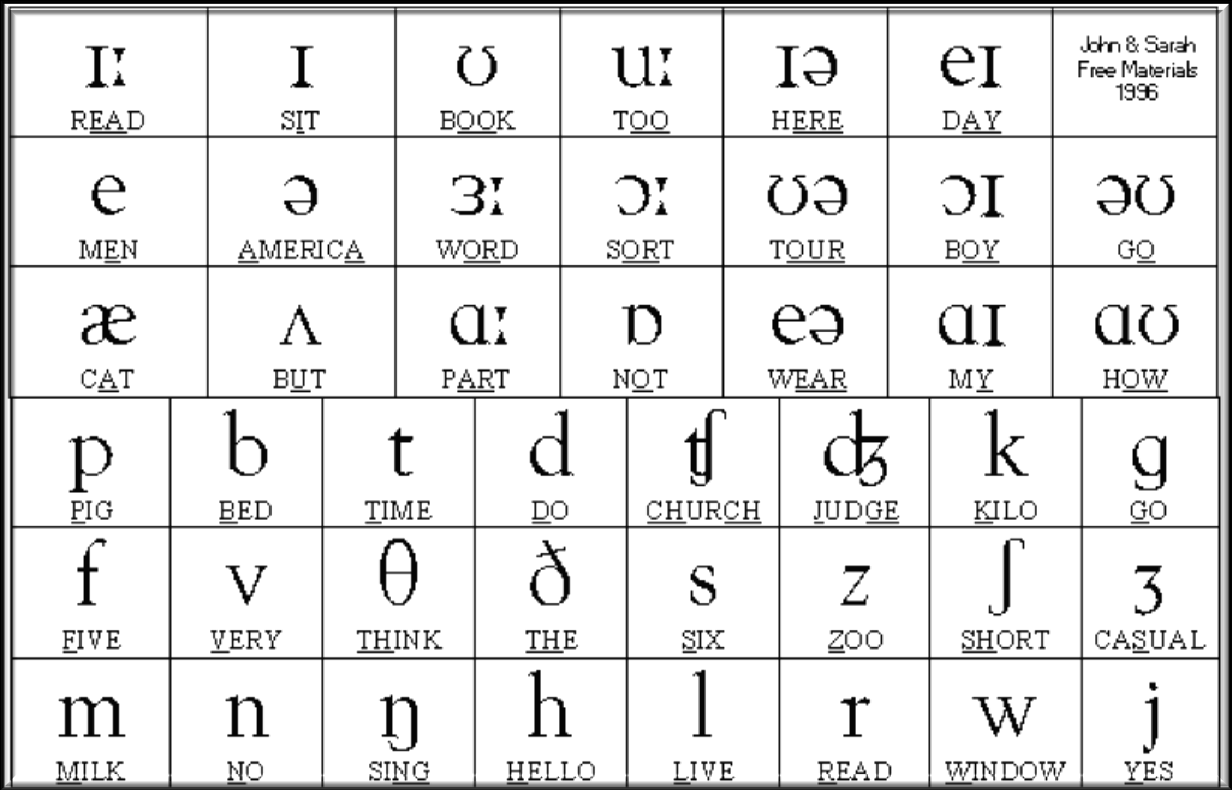 ɪː ɪ ʊ uː ɪə eɪ John & Sarah
Free Materials
1996
READ SIT BOOK TOO HERE DAY
e ə ɜː ɔː ʊə ɔɪ əʊ
MEN AMERICA WORD SORT TOUR BOY GO
æ ʌ ɑː ɒ eə ɑɪ ɑʊ
CAT BUT PART NOT WEAR MY HOW
p b t d ʧ ʤ k g
PIG BED TIME DO CHURCH JUDGE KILO GO
f v θ ð s z ʃ ʒ
FIVE VERY THINK THE SIX ZOO SHORT CASUAL
m n ŋ h l r w j
MILK NO SING HELLO LIVE READ WINDOW YES